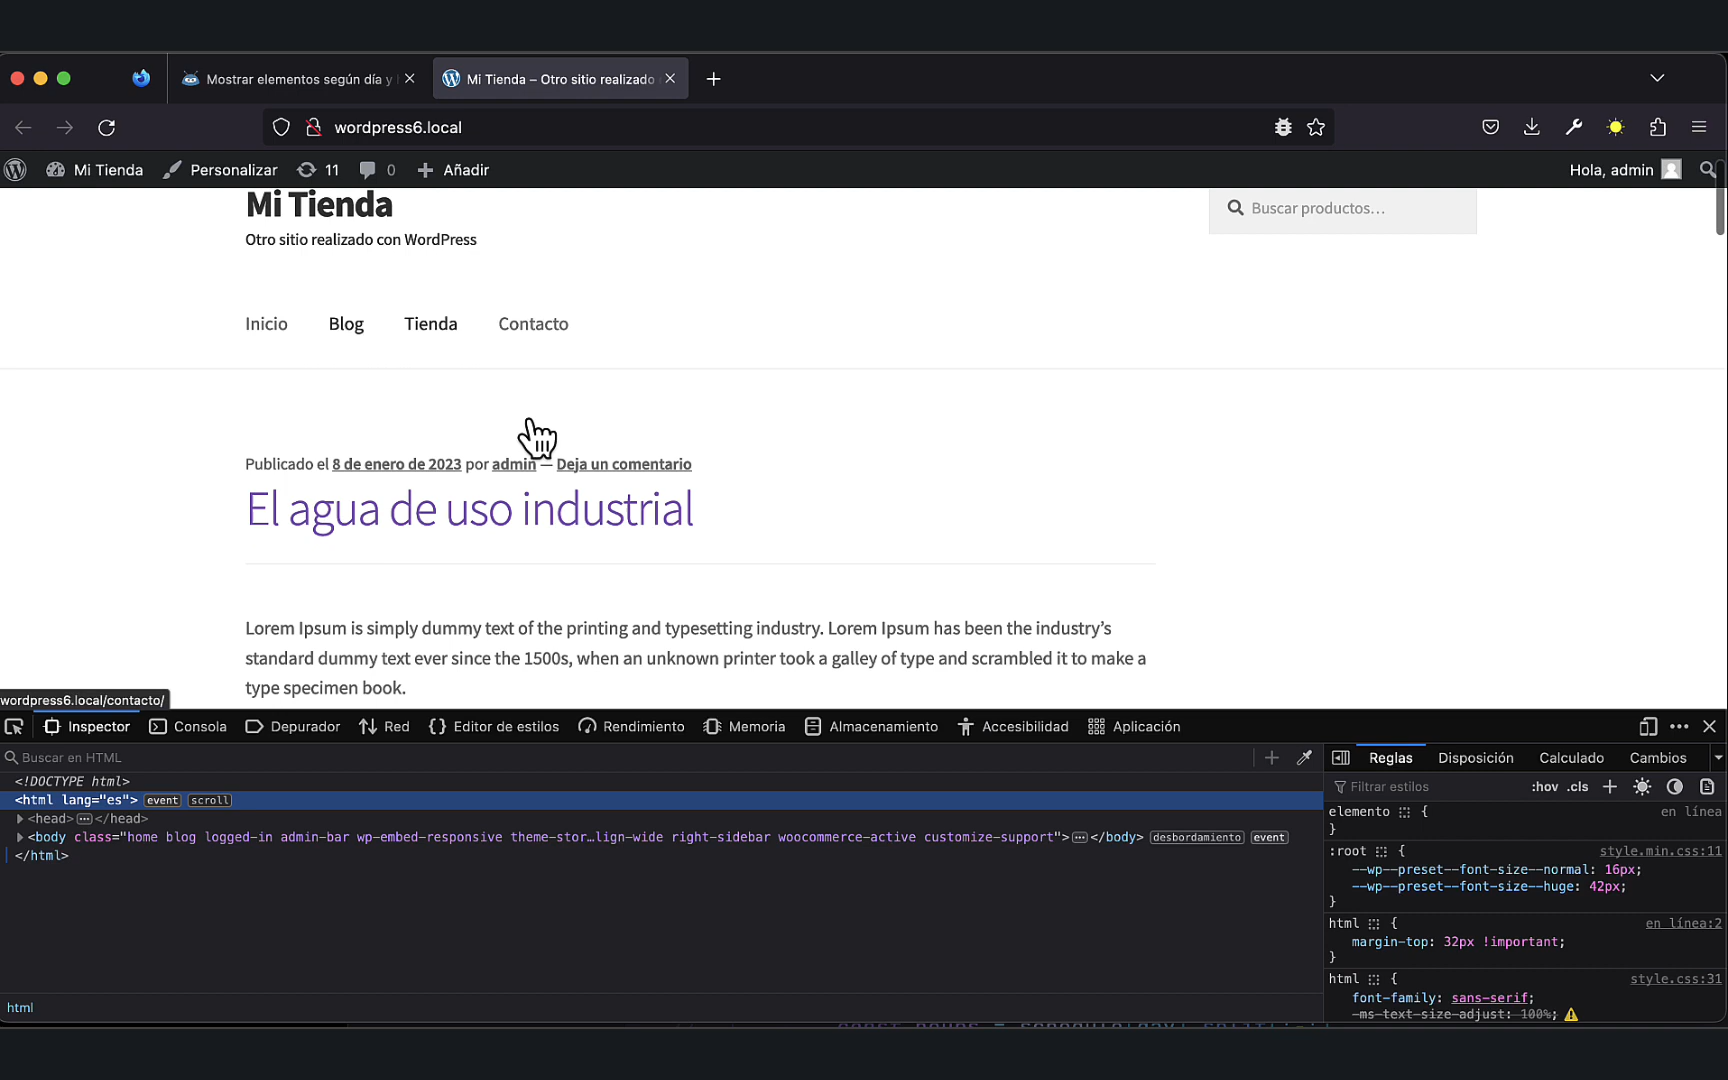 Mostrar elementos según día y
Mi Tienda – Otro sitio realizado
wordpress6.local
Mi Tienda
Personalizar
11
0
Añadir
Hola, admin
Mi Tienda
Otro sitio realizado con WordPress
Buscar productos…
Inicio
Blog
Tienda
Contacto
Publicado el 8 de enero de 2023 por admin — Deja un comentario
El agua de uso industrial
Lorem Ipsum is simply dummy text of the printing and typesetting industry. Lorem Ipsum has been the industry’s
standard dummy text ever since the 1500s, when an unknown printer took a galley of type and scrambled it to make a
type specimen book.
wordpress6.local/contacto/
Inspector
Consola
Depurador
Red
Editor de estilos
Rendimiento
Memoria
Almacenamiento
Accesibilidad
Aplicación
Buscar en HTML
<!DOCTYPE html>
<html lang="es"> event scroll
<head> </head>
<body class="home blog logged-in admin-bar wp-embed-responsive theme-stor…lign-wide right-sidebar woocommerce-active customize-support"> </body> desbordamiento event
</html>
html
Reglas
Disposición
Calculado
Cambios
Filtrar estilos
:hov .cls
elemento { en línea
}
:root { style.min.css:11
--wp--preset--font-size--normal: 16px;
--wp--preset--font-size--huge: 42px;
}
html { en línea:2
margin-top: 32px !important;
}
html { style.css:31
font-family: sans-serif;
-ms-text-size-adjust: 100%;